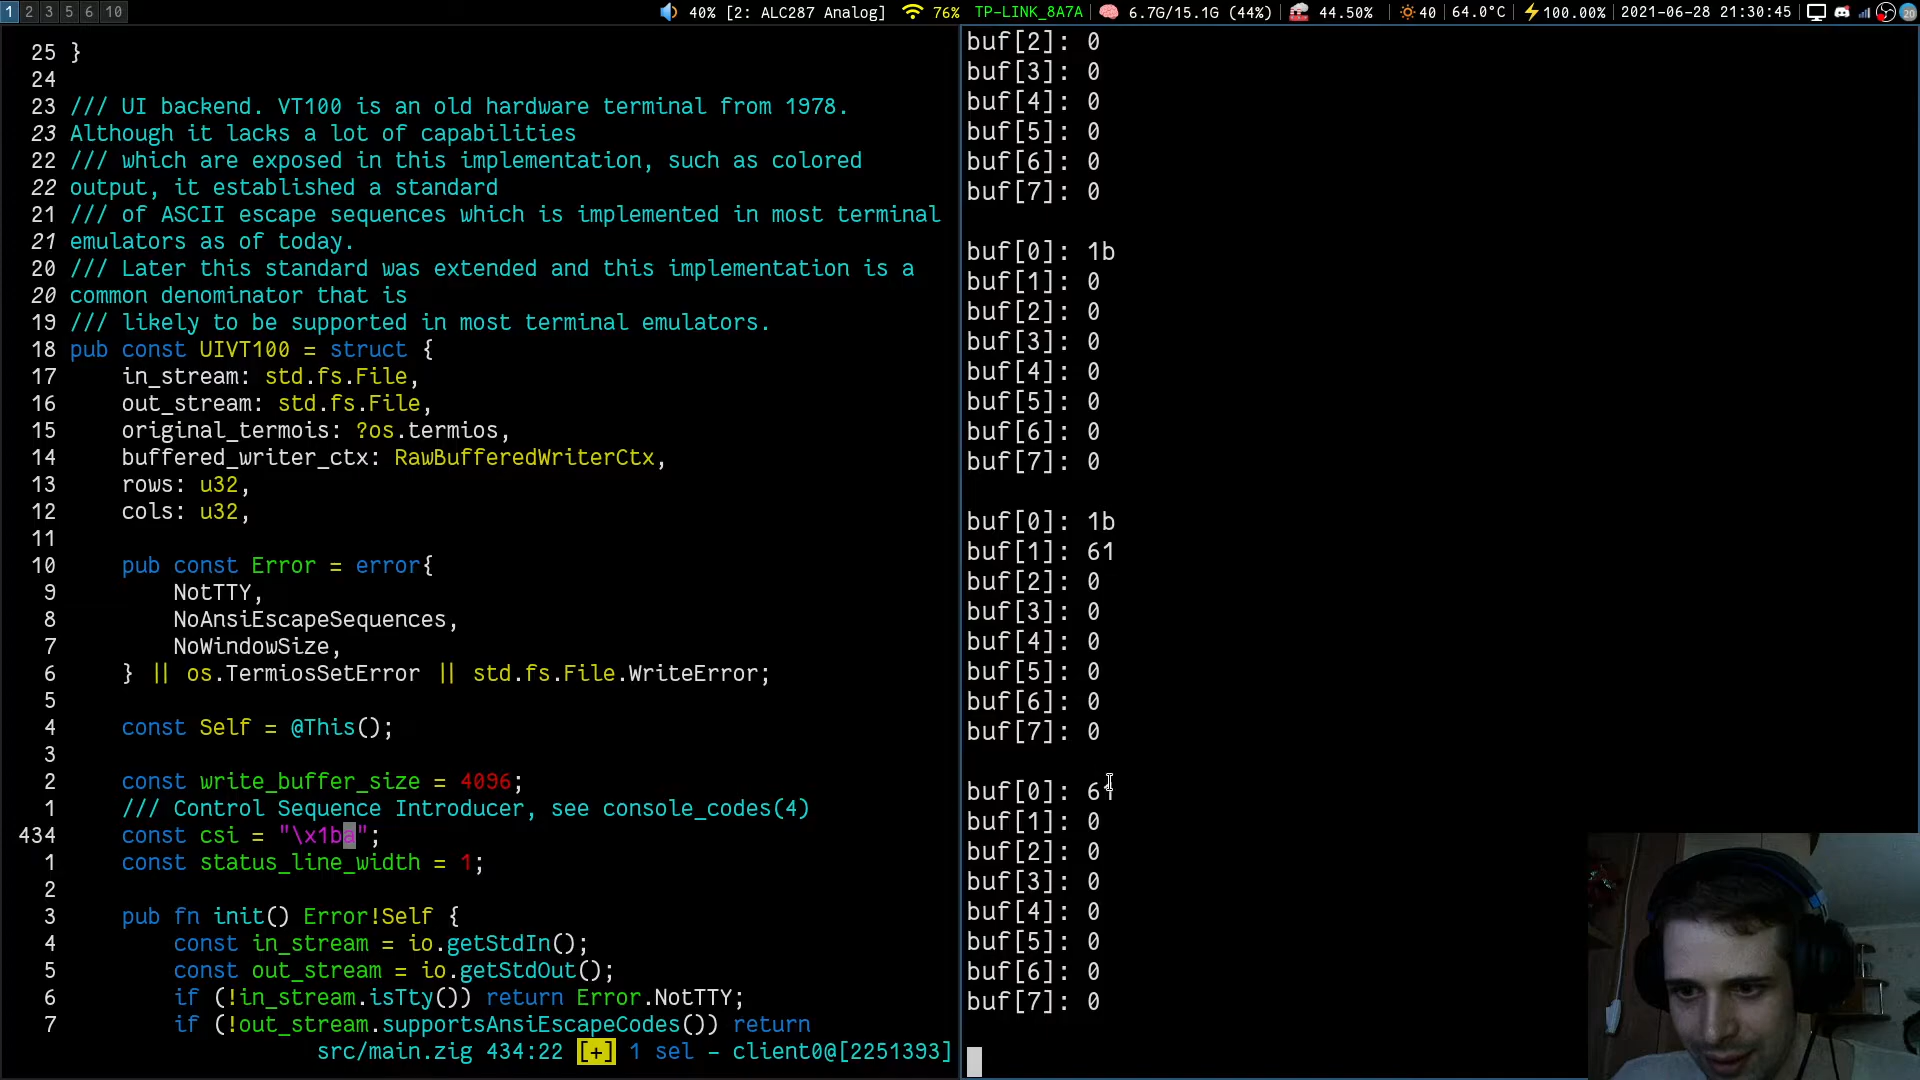 1 2 3 5 6 10
40% [2: ALC287 Analog] 76% TP-LINK_8A7A 6.7G/15.1G (44%) 44.50% 40 64.0°C 100.00% 2021-06-28 21:30:45 20
25 }
24
23 /// UI backend. VT100 is an old hardware terminal from 1978.
23 Although it lacks a lot of capabilities
22 /// which are exposed in this implementation, such as colored
22 output, it established a standard
21 /// of ASCII escape sequences which is implemented in most terminal
21 emulators as of today.
20 /// Later this standard was extended and this implementation is a
20 common denominator that is
19 /// likely to be supported in most terminal emulators.
18 pub const UIVT100 = struct {
17     in_stream: std.fs.File,
16     out_stream: std.fs.File,
15     original_termois: ?os.termios,
14     buffered_writer_ctx: RawBufferedWriterCtx,
13     rows: u32,
12     cols: u32,
11
10     pub const Error = error{
9         NotTTY,
8         NoAnsiEscapeSequences,
7         NoWindowSize,
6     } || os.TermiosSetError || std.fs.File.WriteError;
5
4     const Self = @This();
3
2     const write_buffer_size = 4096;
1     /// Control Sequence Introducer, see console_codes(4)
434     const csi = "\x1ba";
1     const status_line_width = 1;
2
3     pub fn init() Error!Self {
4         const in_stream = io.getStdIn();
5         const out_stream = io.getStdOut();
6         if (!in_stream.isTty()) return Error.NotTTY;
7         if (!out_stream.supportsAnsiEscapeCodes()) return
src/main.zig 434:22 [+] 1 sel - client0@[2251393]
buf[2]: 0
buf[3]: 0
buf[4]: 0
buf[5]: 0
buf[6]: 0
buf[7]: 0
buf[0]: 1b
buf[1]: 0
buf[2]: 0
buf[3]: 0
buf[4]: 0
buf[5]: 0
buf[6]: 0
buf[7]: 0
buf[0]: 1b
buf[1]: 61
buf[2]: 0
buf[3]: 0
buf[4]: 0
buf[5]: 0
buf[6]: 0
buf[7]: 0
buf[0]: 61
buf[1]: 0
buf[2]: 0
buf[3]: 0
buf[4]: 0
buf[5]: 0
buf[6]: 0
buf[7]: 0